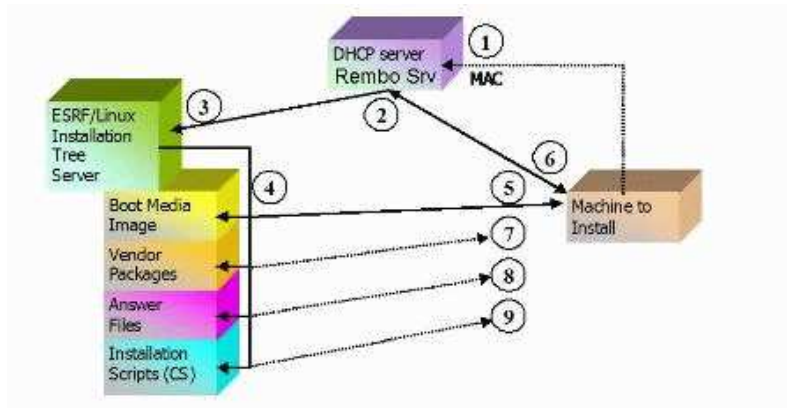 DHCP server
Rembo Srv
1
MAC
2
3
ESRF/Linux
Installation
Tree
Server
4
5
6
Machine to
Install
Boot Media
Image
7
Vendor
Packages
8
Answer
Files
9
Installation
Scripts (CS)